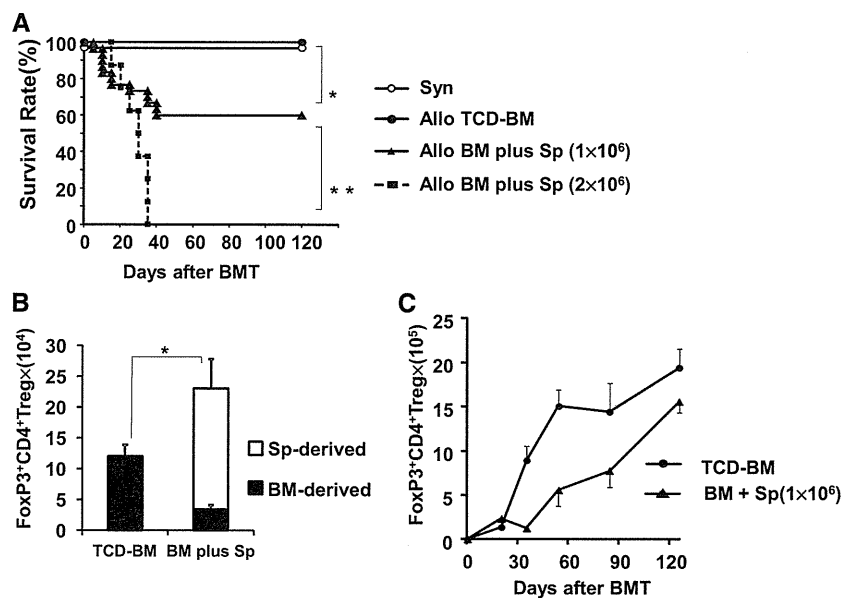 A
Survival Rate(%)
100
80
60
40
20
0
0 20 40 60 80 100 120
Days after BMT
*
* *
Syn
Allo TCD-BM
Allo BM plus Sp (1×10⁶)
Allo BM plus Sp (2×10⁶)
B
FoxP3⁺CD4⁺Treg×(10⁴)
30
25
20
15
10
5
0
*
TCD-BM BM plus Sp
Sp-derived
BM-derived
C
FoxP3⁺CD4⁺Treg×(10⁵)
25
20
15
10
5
0
0 30 60 90 120
Days after BMT
TCD-BM
BM + Sp(1×10⁶)